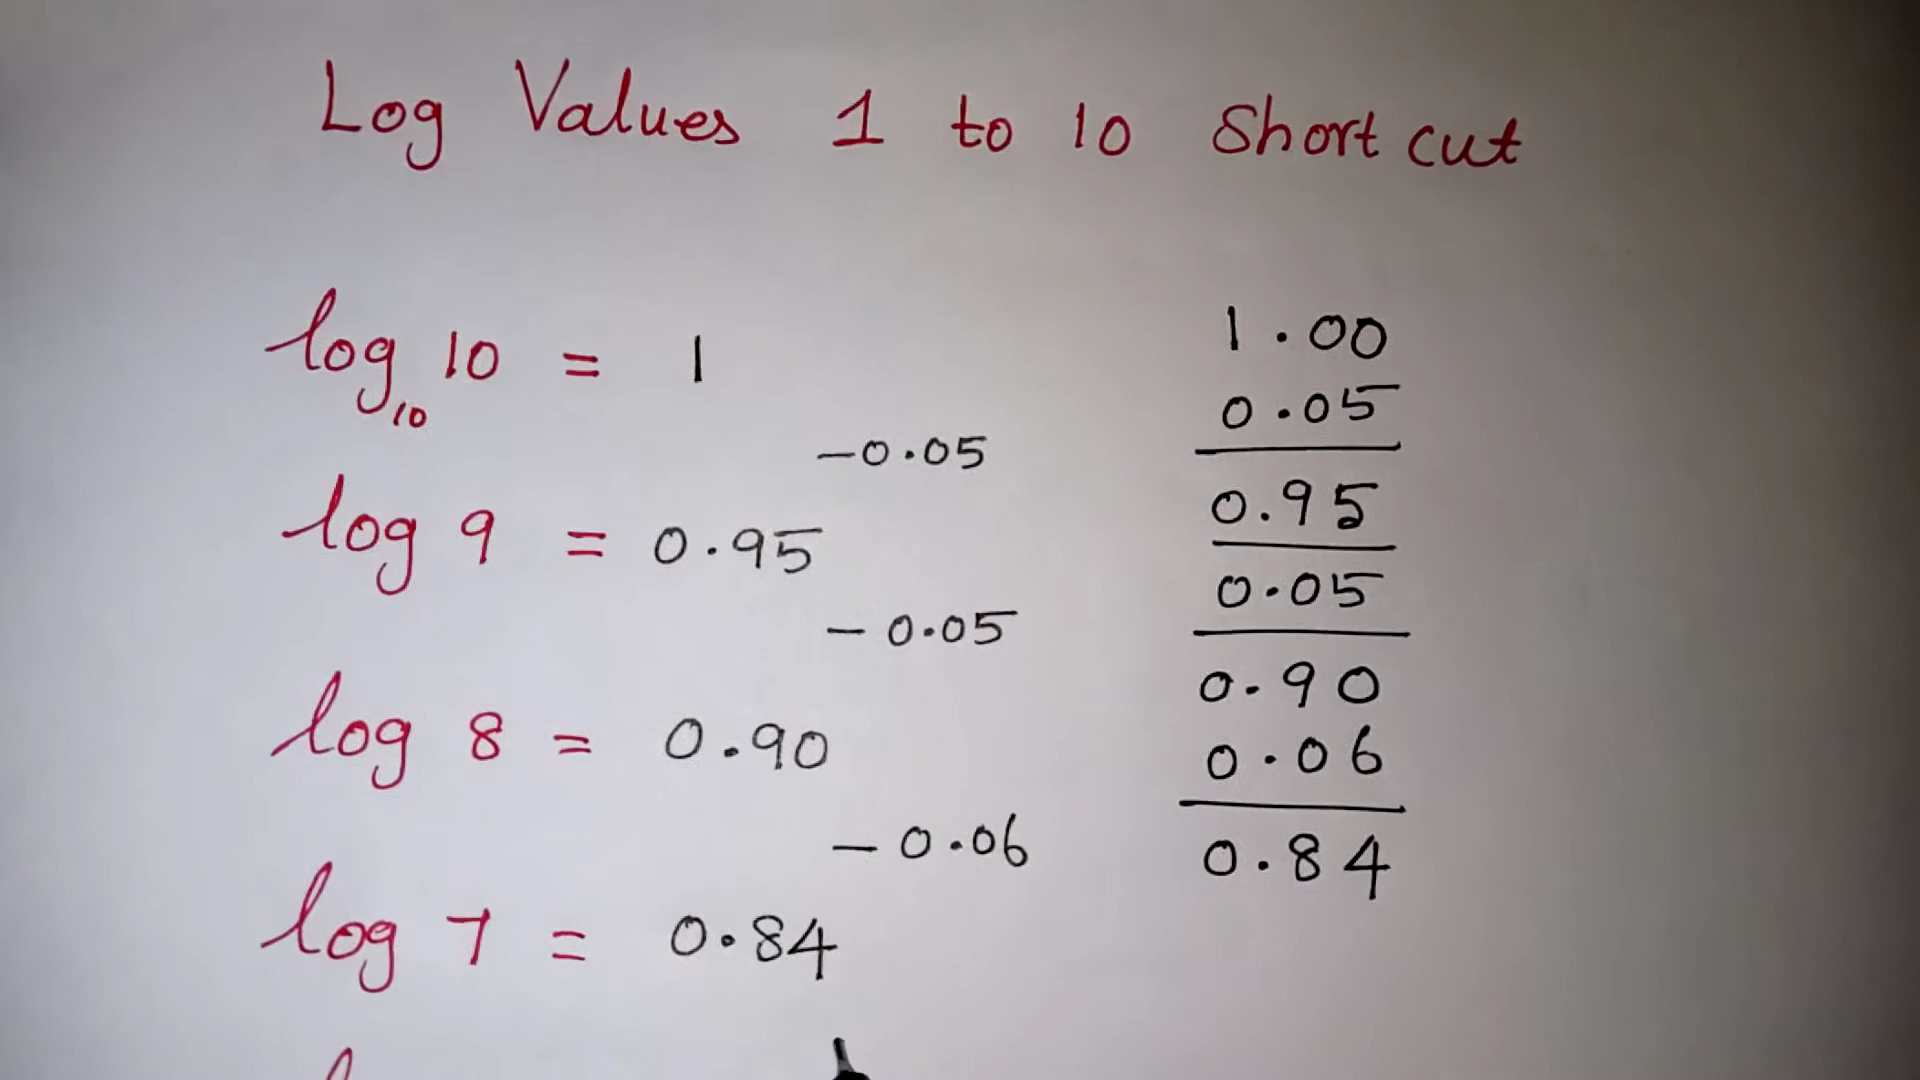 Log Values 1 to 10 Short cut
log₁₀ 10 = 1
-0.05
log 9 = 0.95
- 0.05
log 8 = 0.90
- 0.06
log 7 = 0.84
1.00
0.05
0.95
0.05
0.90
0.06
0.84